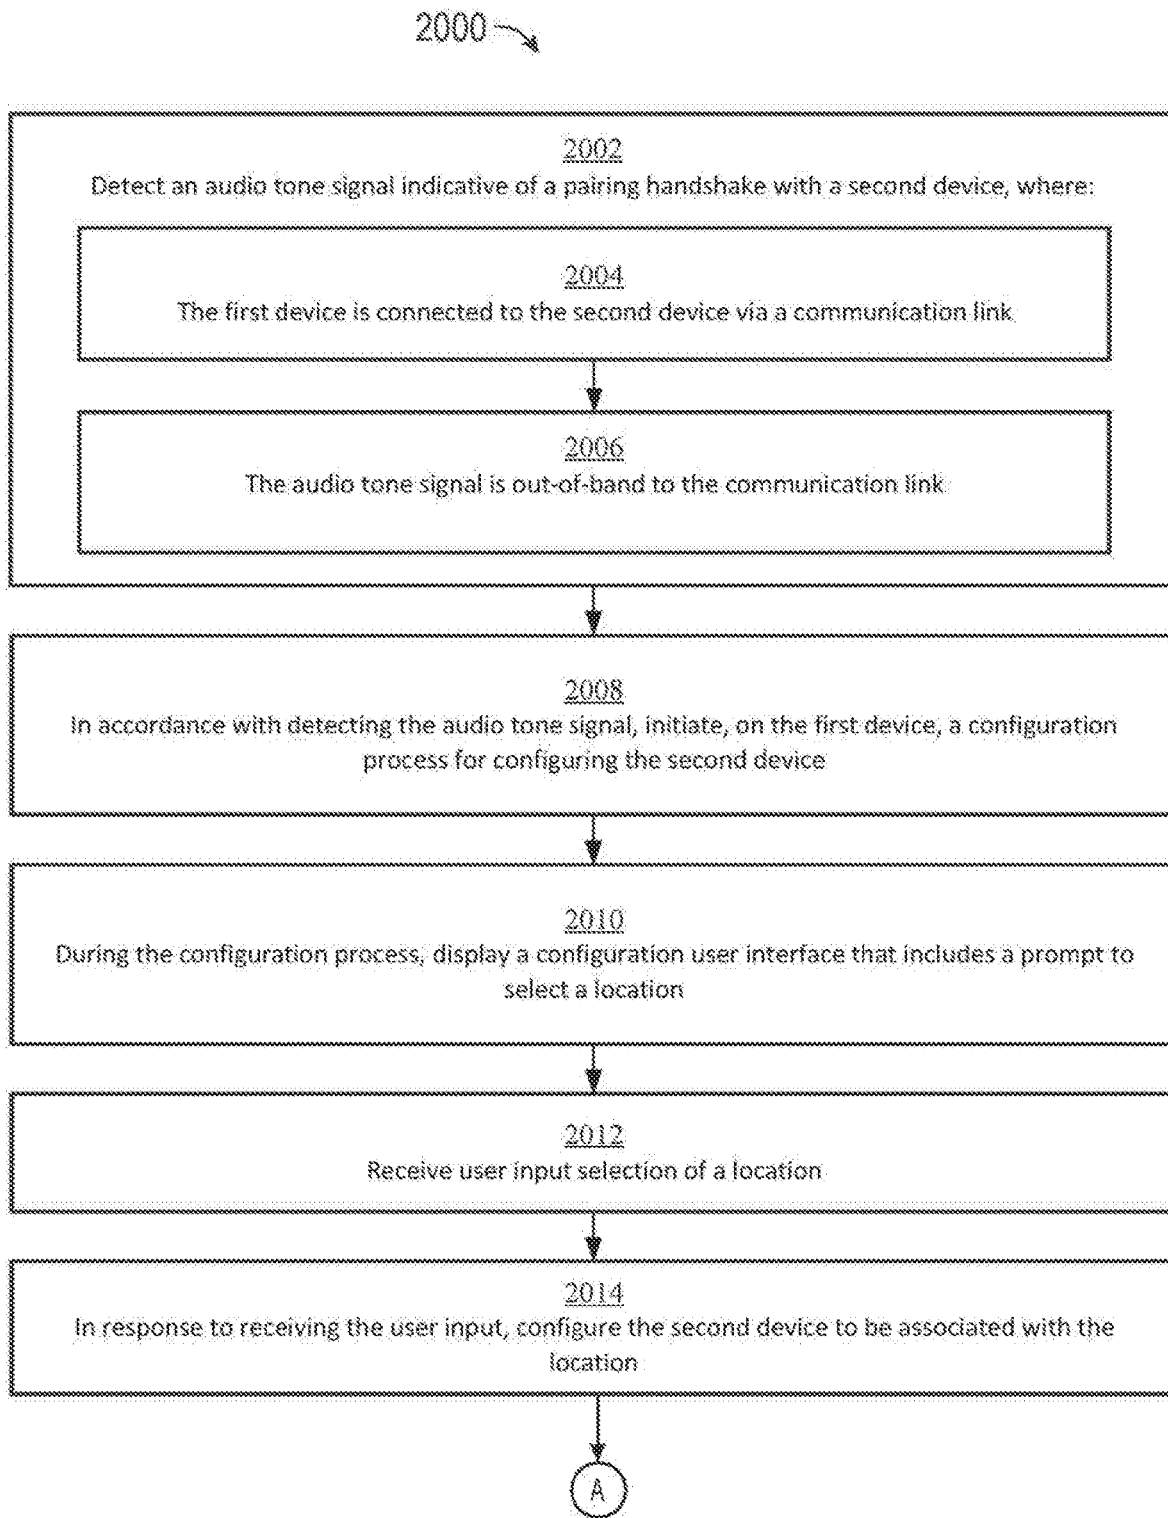 2000
2002
Detect an audio tone signal indicative of a pairing handshake with a second device, where:
2004
The first device is connected to the second device via a communication link
2006
The audio tone signal is out-of-band to the communication link
2008
In accordance with detecting the audio tone signal, initiate, on the first device, a configuration
process for configuring the second device
2010
During the configuration process, display a configuration user interface that includes a prompt to
select a location
2012
Receive user input selection of a location
2014
In response to receiving the user input, configure the second device to be associated with the
location
A